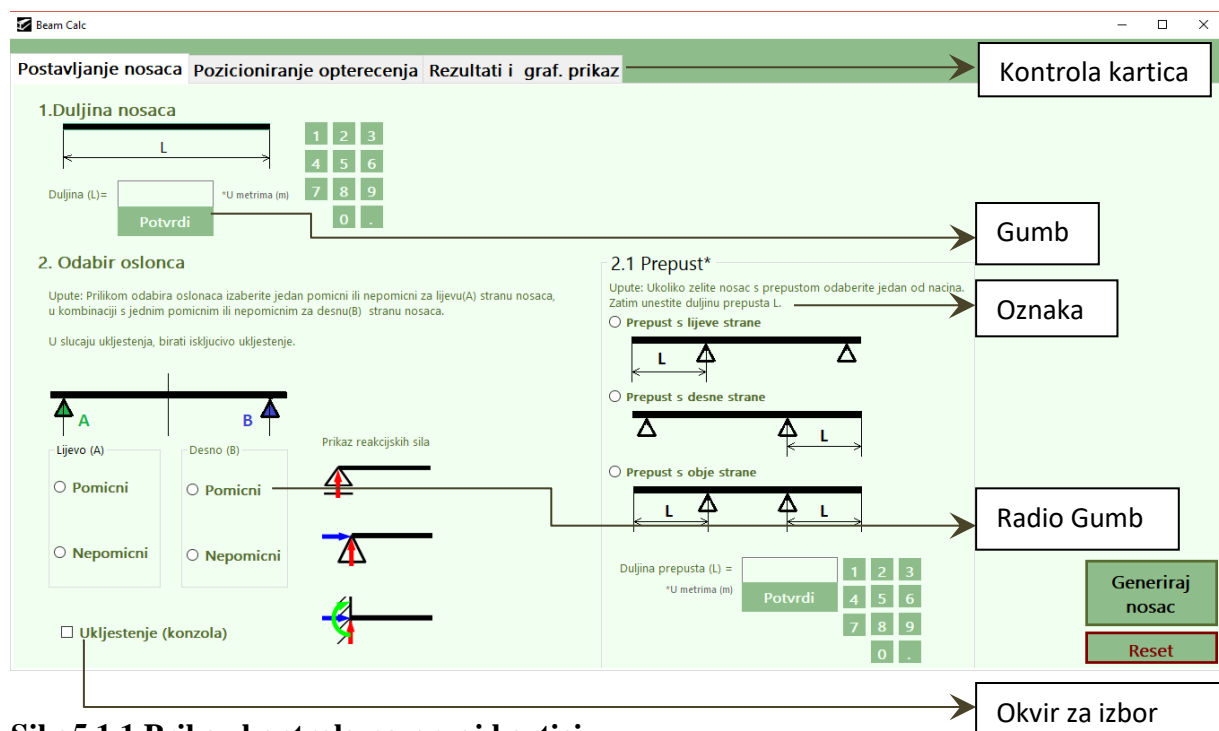 Beam Calc
Postavljanje nosaca Pozicioniranje opterecenja Rezultati i graf. prikaz
Kontrola kartica
1.Duljina nosaca
L
1 2 3
4 5 6
7 8 9
0 .
Duljina (L)=
*U metrima (m)
Potvrdi
Gumb
2. Odabir oslonca
Upute: Prilikom odabira oslonaca izaberite jedan pomicni ili nepomicni za lijevu(A) stranu nosaca,
u kombinaciji s jednim pomicnim ili nepomicnim za desnu(B) stranu nosaca.
U slucaju ukljestenja, birati iskljucivo ukljestenje.
A
B
Lijevo (A)
Pomicni
Nepomicni
Desno (B)
Pomicni
Nepomicni
Prikaz reakcijskih sila
Ukljestenje (konzola)
2.1 Prepust*
Upute: Ukoliko zelite nosac s prepustom odaberite jedan od nacina.
Zatim unestite duljinu prepusta L.
Oznaka
Prepust s lijeve strane
L
Prepust s desne strane
L
Prepust s obje strane
L L
Radio Gumb
Duljina prepusta (L) =
*U metrima (m)
Potvrdi
1 2 3
4 5 6
7 8 9
0 .
Generiraj
nosac
Reset
Okvir za izbor